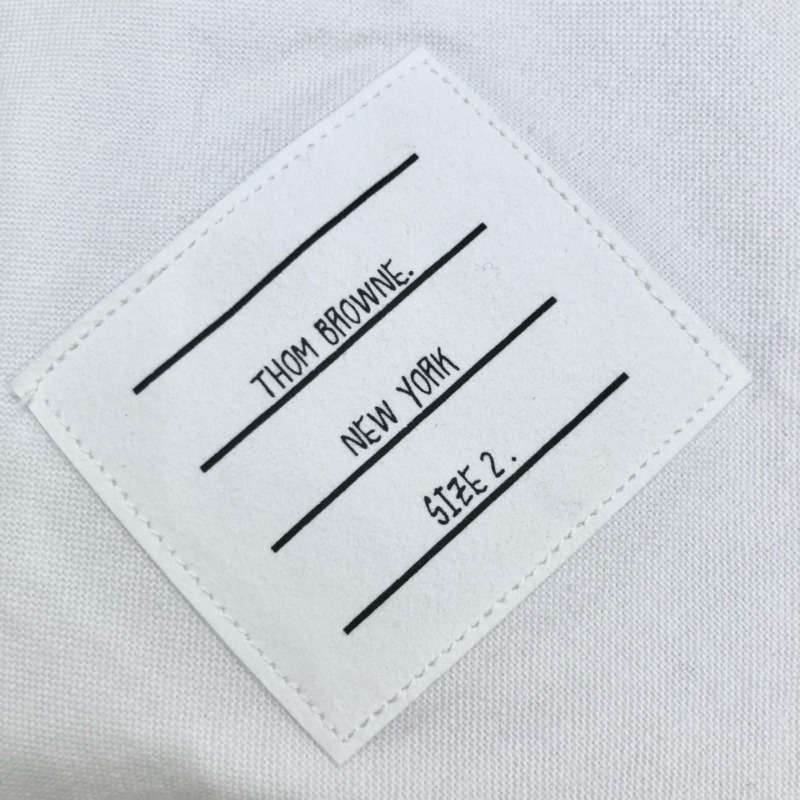 THOM BROWNE.
NEW YORK
SIZE 2.